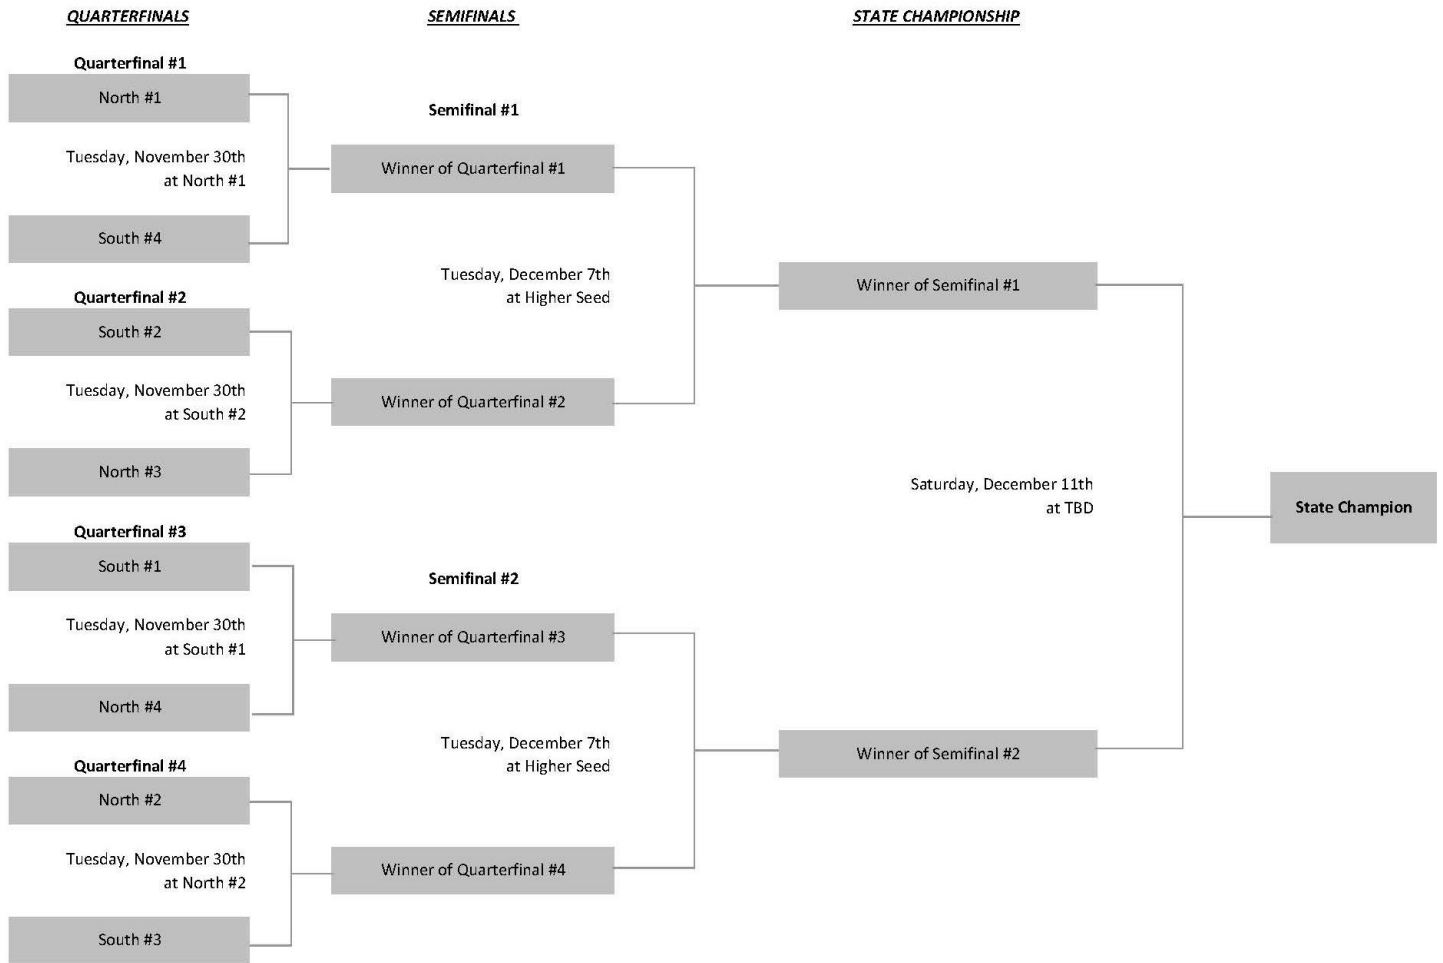 QUARTERFINALS
SEMIFINALS
STATE CHAMPIONSHIP
Quarterfinal #1
North #1
Tuesday, November 30th
at North #1
South #4
Quarterfinal #2
South #2
Tuesday, November 30th
at South #2
North #3
Quarterfinal #3
South #1
Tuesday, November 30th
at South #1
North #4
Quarterfinal #4
North #2
Tuesday, November 30th
at North #2
South #3
Semifinal #1
Winner of Quarterfinal #1
Tuesday, December 7th
at Higher Seed
Winner of Quarterfinal #2
Semifinal #2
Winner of Quarterfinal #3
Tuesday, December 7th
at Higher Seed
Winner of Quarterfinal #4
Winner of Semifinal #1
Saturday, December 11th
at TBD
Winner of Semifinal #2
State Champion